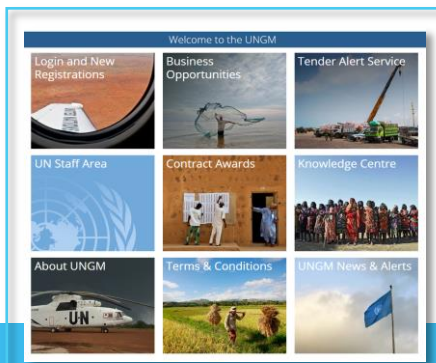 Welcome to the UNGM
Login and New
Registrations
Business
Opportunities
Tender Alert Service
UN Staff Area
Contract Awards
Knowledge Centre
About UNGM
UN
Terms & Conditions
UNGM News & Alerts